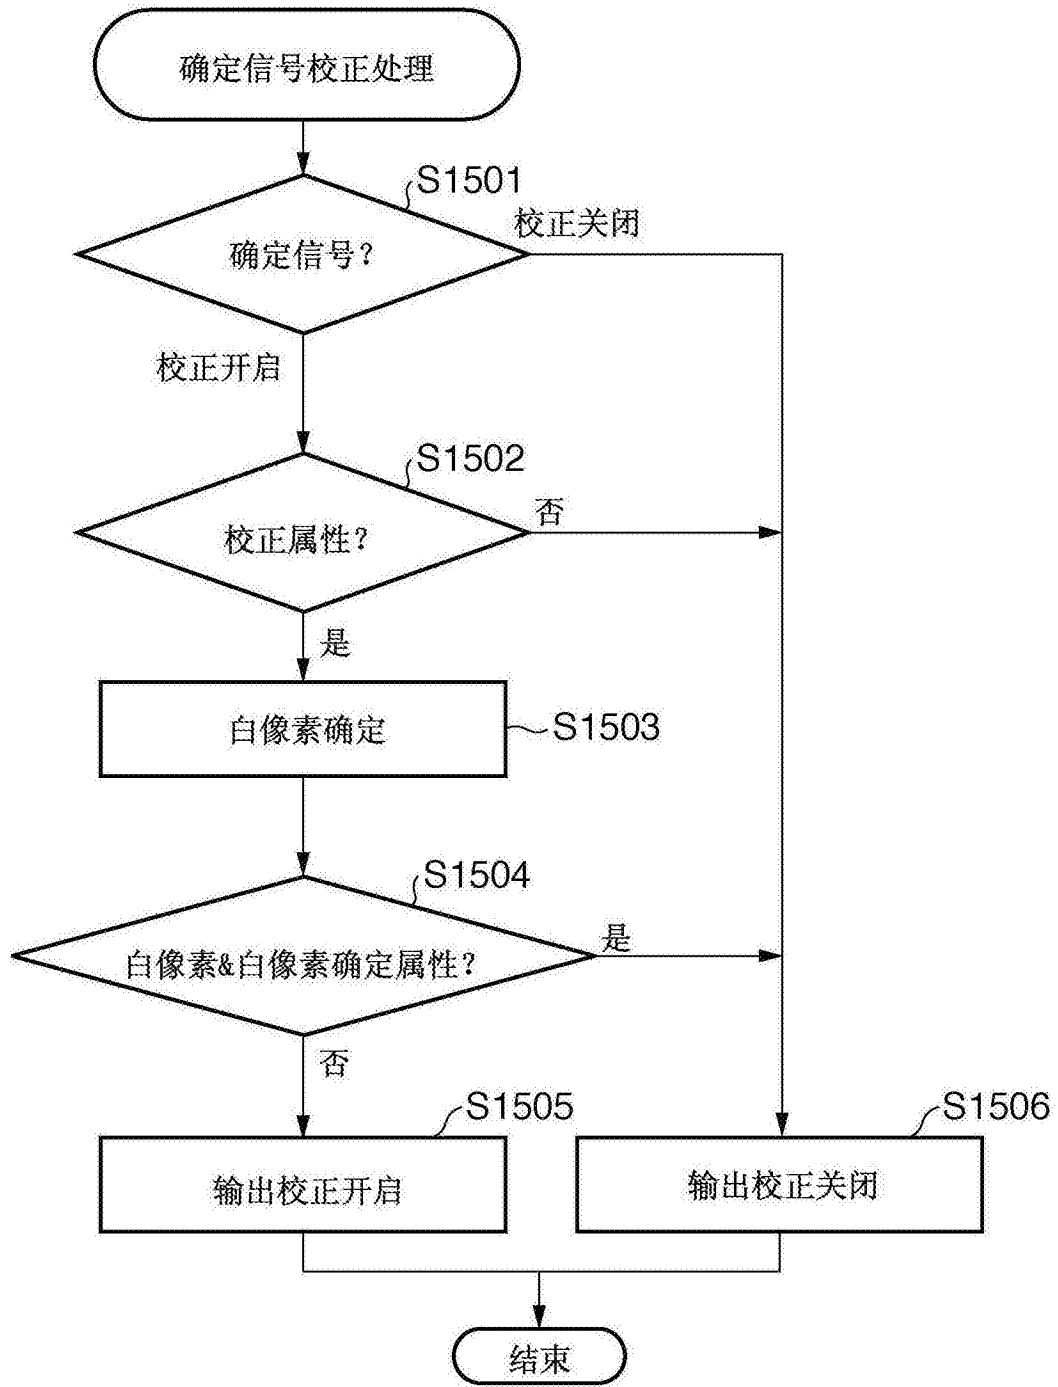 确定信号校正处理
S1501
校正关闭
确定信号?
校正开启
S1502
否
校正属性?
是
白像素确定
S1503
S1504
是
白像素&白像素确定属性?
否
S1505
S1506
输出校正开启
输出校正关闭
结束